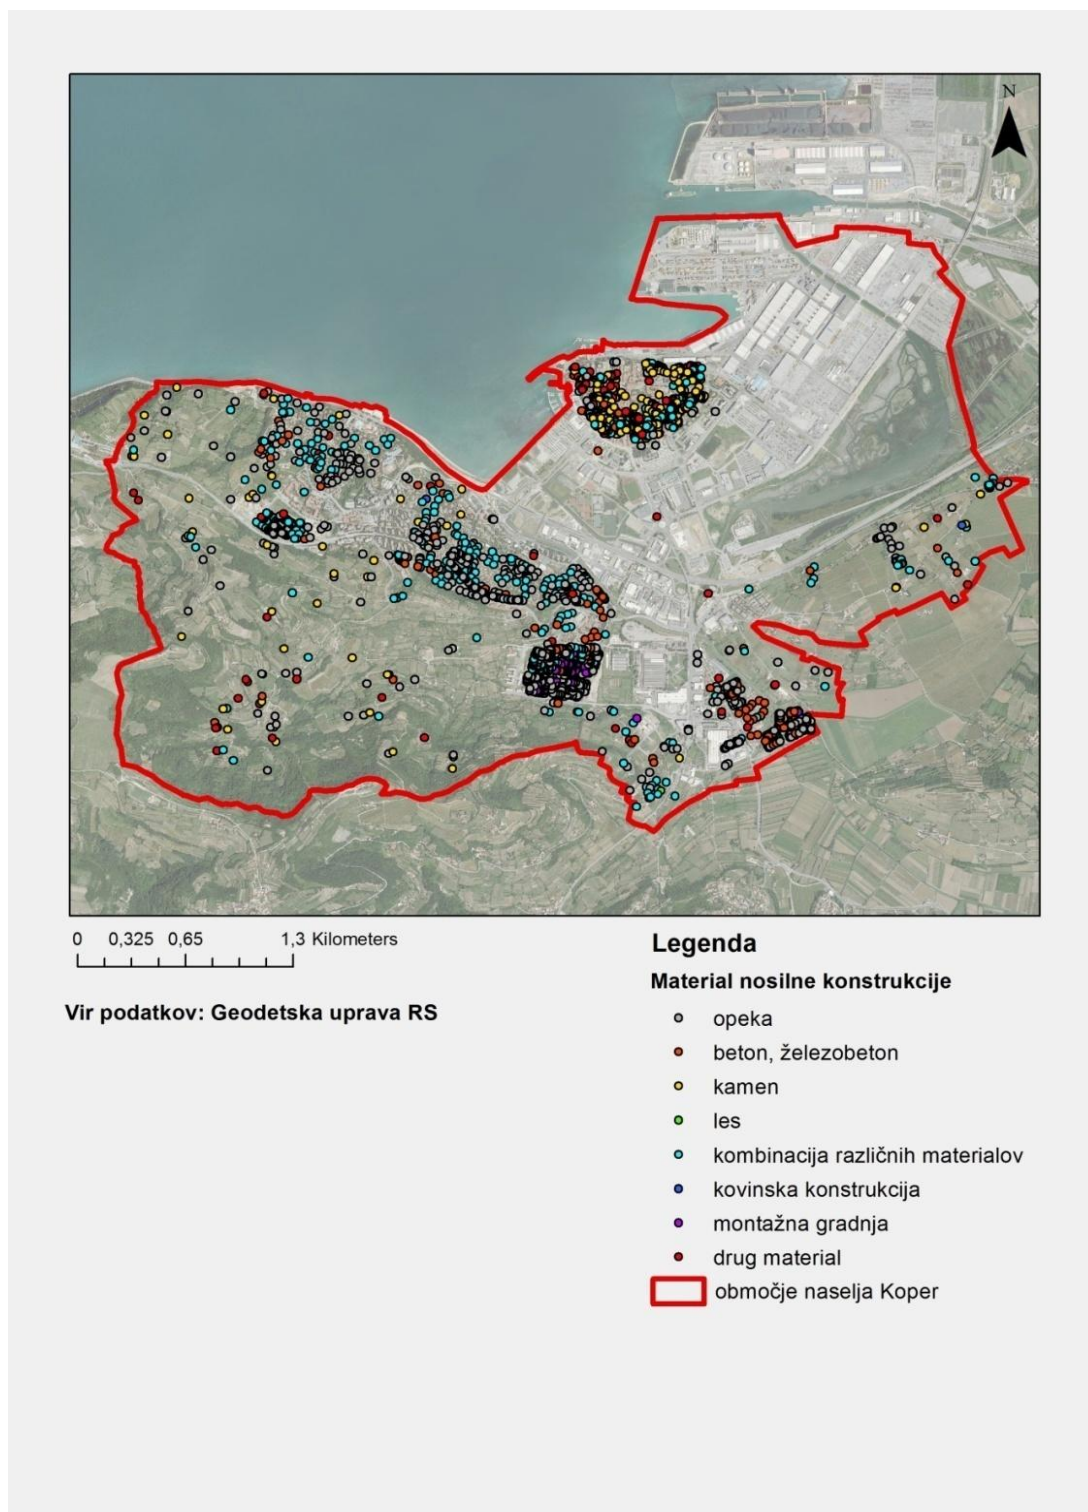 N
0 0,325 0,65 1,3 Kilometers
Vir podatkov: Geodetska uprava RS
Legenda
Material nosilne konstrukcije
opeka
beton, železobeton
kamen
les
kombinacija različnih materialov
kovinska konstrukcija
montažna gradnja
drug material
območje naselja Koper